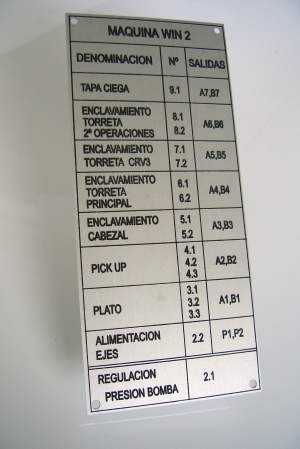 MAQUINA WIN 2
DENOMINACION Nº SALIDAS
TAPA CIEGA 9.1 A7,B7
ENCLAVAMIENTO 8.1
TORRETA A6,B6
2ª OPERACIONES 8.2
ENCLAVAMIENTO 7.1 A5,B5
TORRETA CRV3 7.2
ENCLAVAMIENTO 6.1
TORRETA A4,B4
PRINCIPAL 6.2
ENCLAVAMIENTO 5.1 A3,B3
CABEZAL 5.2
4.1
PICK UP 4.2 A2,B2
4.3
3.1
PLATO 3.2 A1,B1
3.3
ALIMENTACION 2.2 P1,P2
EJES
REGULACION 2.1
PRESION BOMBA